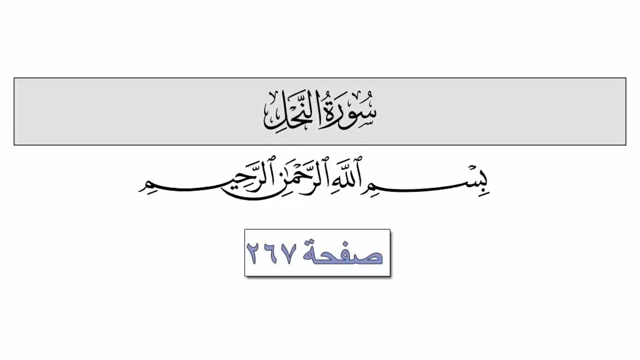 سُورَةُ النَّحْلِ
بِسْمِ ٱللَّهِ ٱلرَّحْمَٰنِ ٱلرَّحِيمِ
صفحة ٢٦٧